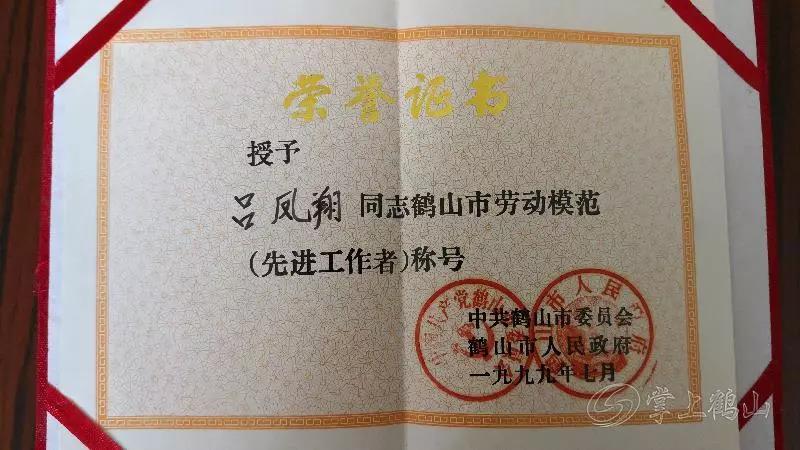 荣誉证书
授予
吕凤翔同志鹤山市劳动模范
(先进工作者)称号
中共鹤山市委员会
鹤山市人民政府
一九九九年七月
掌上鹤山